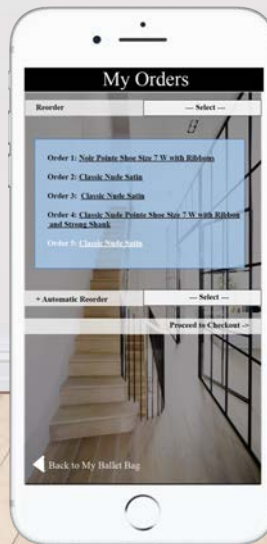 My Orders
Reorder --- Select ---
Order 1: Noir Pointe Shoe Size 7 W with Ribbons
Order 2: Classic Nude Satin
Order 3: Classic Nude Satin
Order 4: Classic Nude Pointe Shoe Size 7 W with Ribbon
and Strong Shank
Order 5: Classic Nude Satin
+ Automatic Reorder --- Select ---
Proceed to Checkout ->
Back to My Ballet Bag